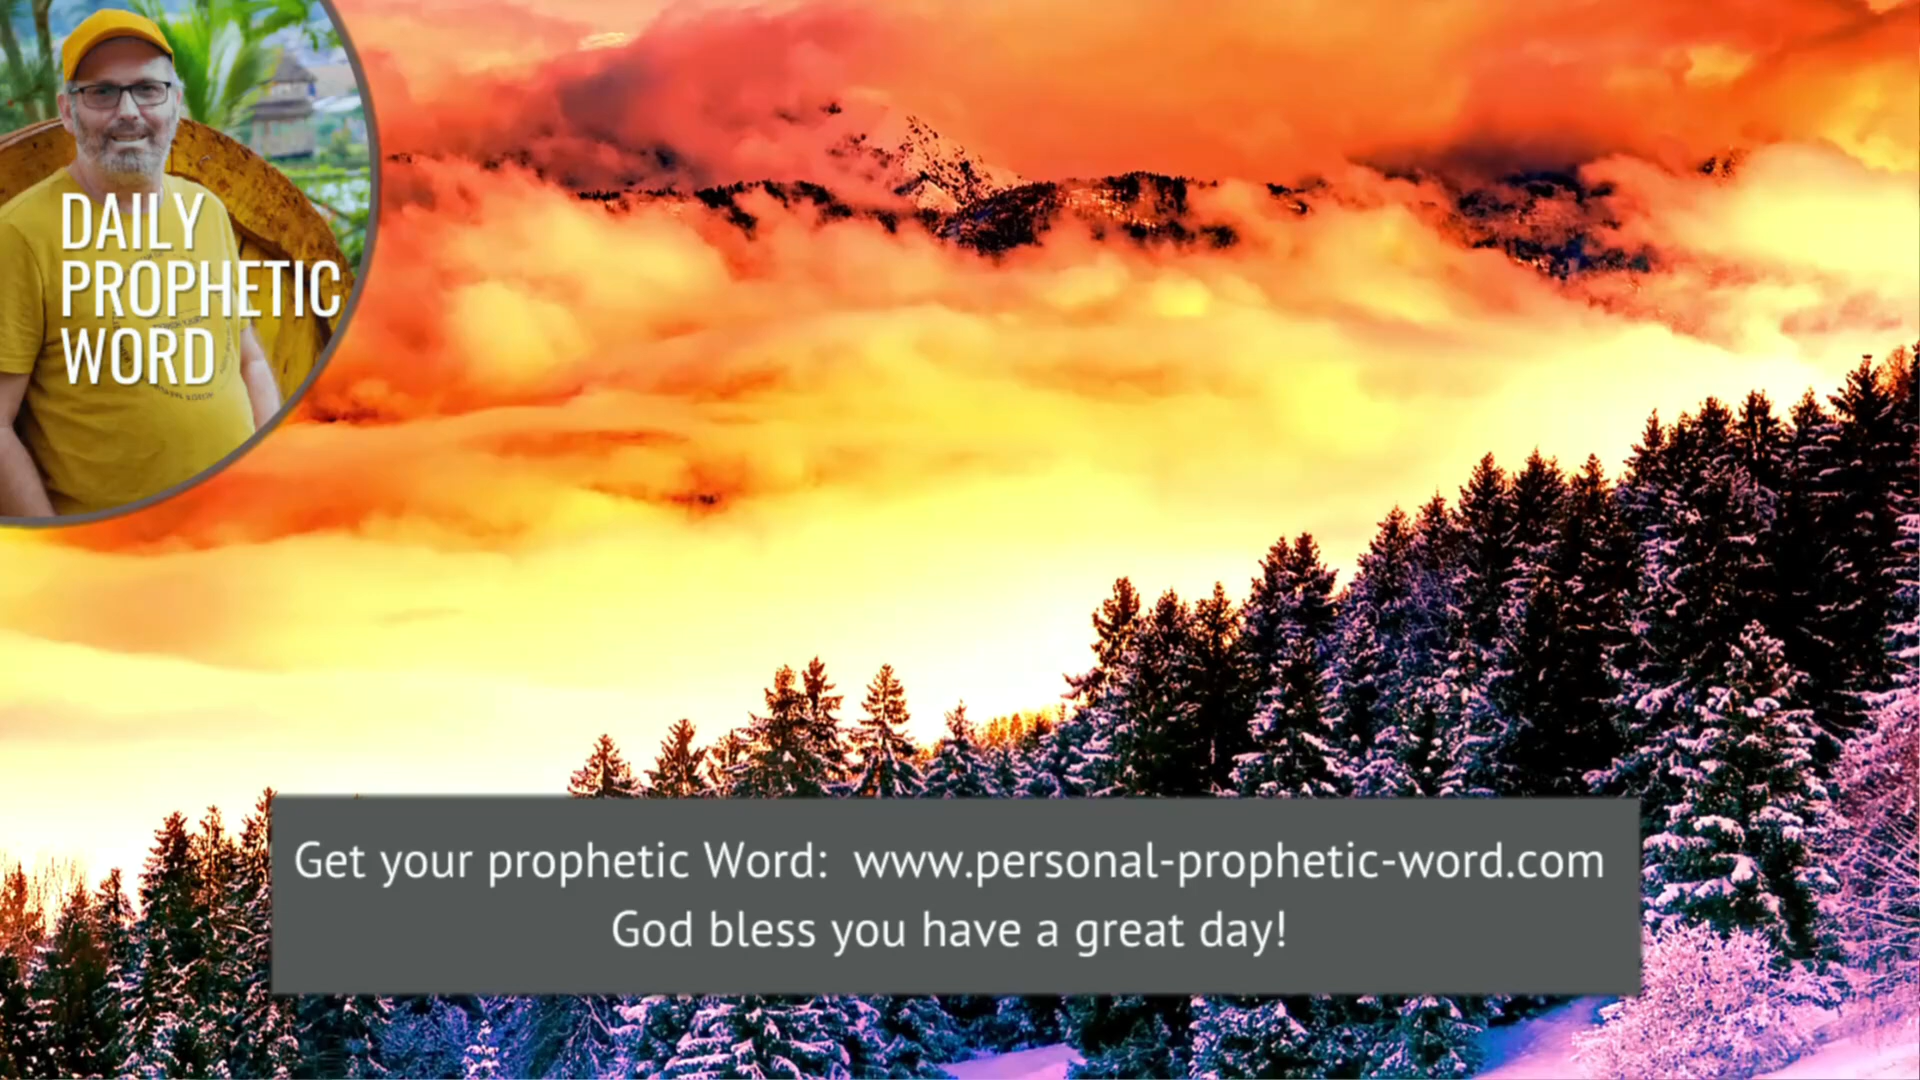 DAILY
PROPHETIC
WORD
Get your prophetic Word: www.personal-prophetic-word.com
God bless you have a great day!